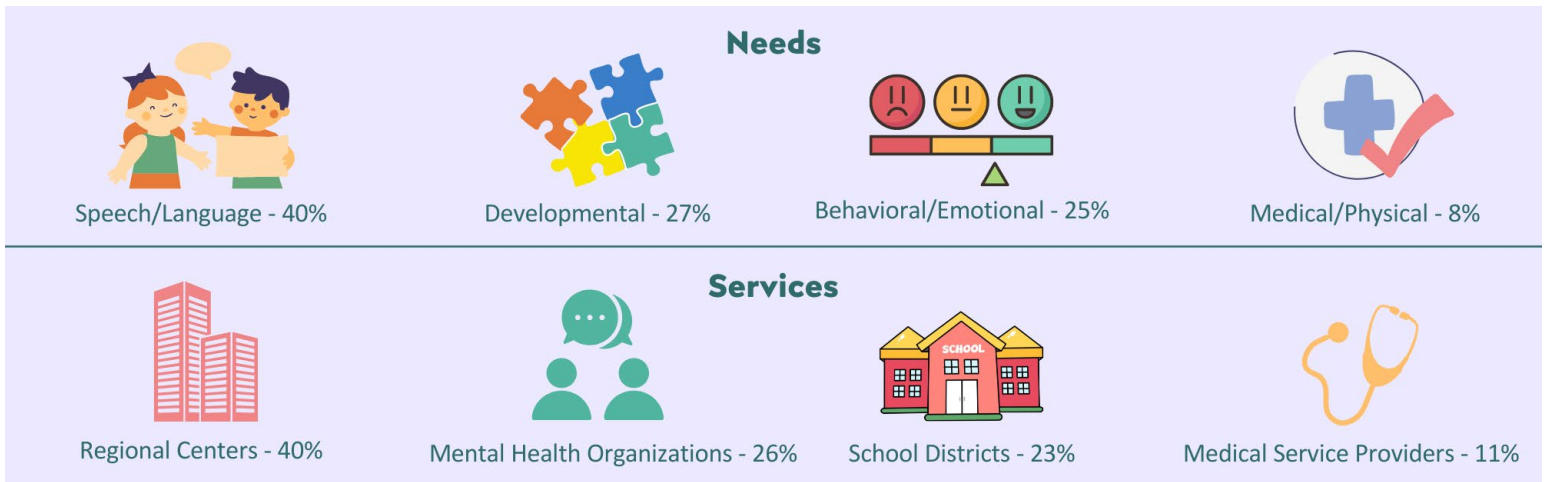 Needs
Speech/Language - 40%
Developmental - 27%
Behavioral/Emotional - 25%
Medical/Physical - 8%
Services
SCHOOL
Regional Centers - 40%
Mental Health Organizations - 26%
School Districts - 23%
Medical Service Providers - 11%